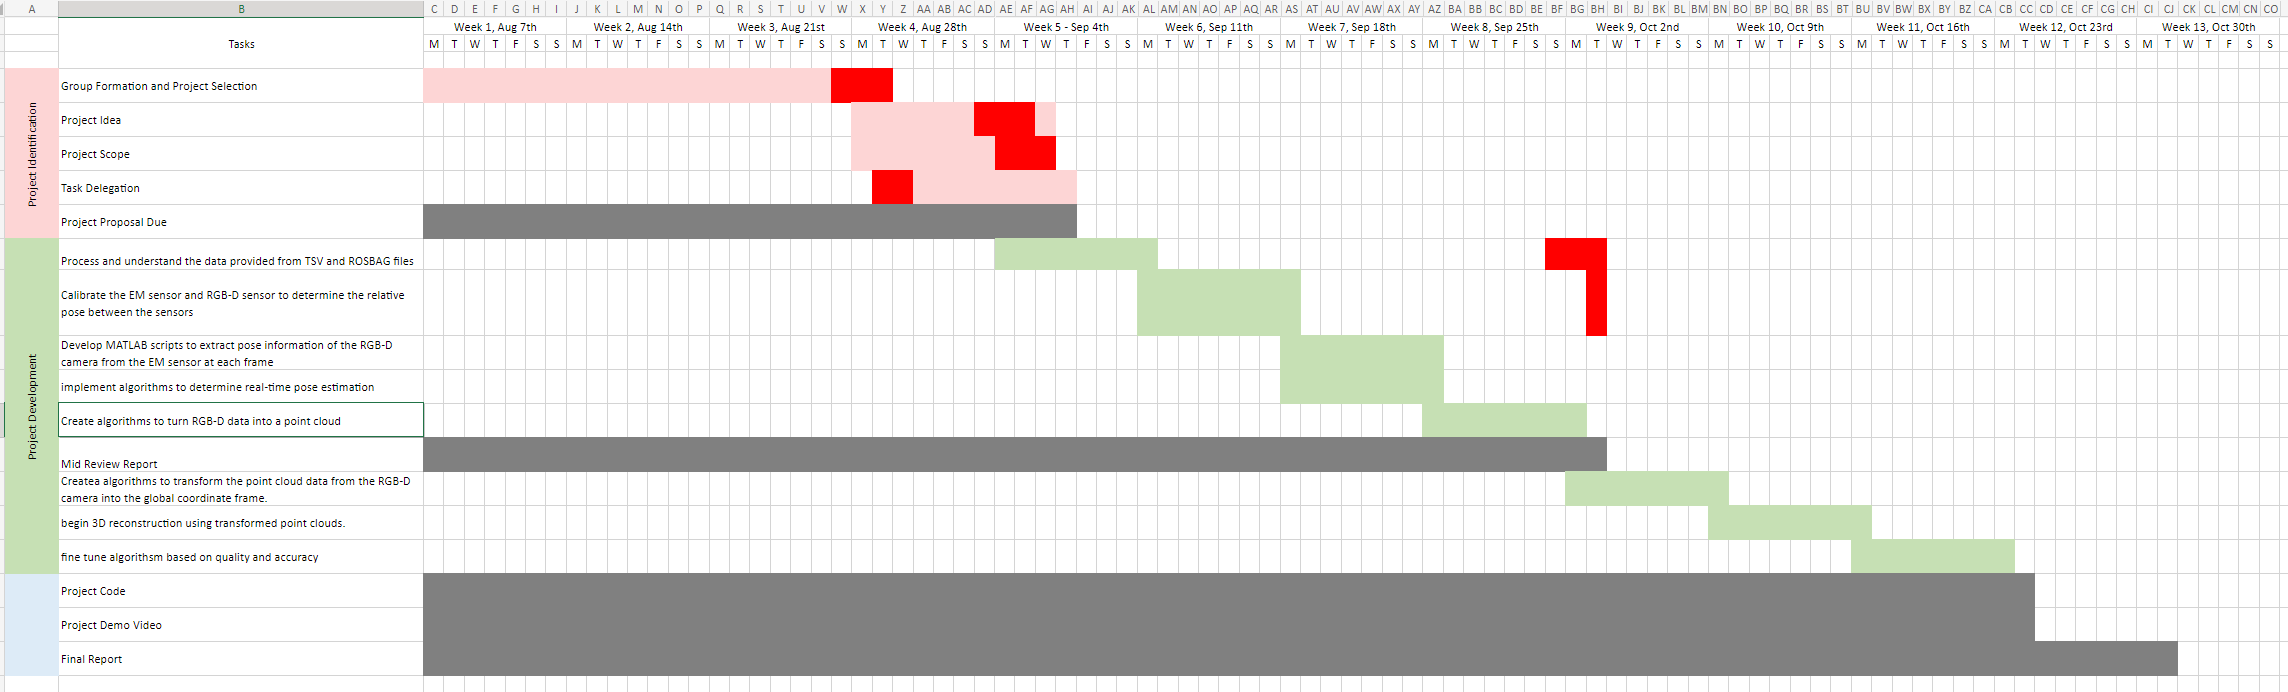 A B C D E F G H I J K L M N O P Q R S T U V W X Y Z AA AB AC AD AE AF AG AH AI AJ AK AL AM AN AO AP AQ AR AS AT AU AV AW AX AY AZ BA BB BC BD BE BF BG BH BI BJ BK BL BM BN BO BP BQ BR BS BT BU BV BW BX BY BZ CA CB CC CD CE CF CG CH CI CJ CK CL CM CN CO
Week 1, Aug 7th Week 2, Aug 14th Week 3, Aug 21st Week 4, Aug 28th Week 5 - Sep 4th Week 6, Sep 11th Week 7, Sep 18th Week 8, Sep 25th Week 9, Oct 2nd Week 10, Oct 9th Week 11, Oct 16th Week 12, Oct 23rd Week 13, Oct 30th
Tasks M T W T F S S M T W T F S S M T W T F S S M T W T F S S M T W T F S S M T W T F S S M T W T F S S M T W T F S S M T W T F S S M T W T F S S M T W T F S S M T W T F S S M T W T F S S
Project Identification
Group Formation and Project Selection
Project Idea
Project Scope
Task Delegation
Project Proposal Due
Project Development
Process and understand the data provided from TSV and ROSBAG files
Calibrate the EM sensor and RGB-D sensor to determine the relative
pose between the sensors
Develop MATLAB scripts to extract pose information of the RGB-D
camera from the EM sensor at each frame
implement algorithms to determine real-time pose estimation
Create algorithms to turn RGB-D data into a point cloud
Mid Review Report
Createa algorithms to transform the point cloud data from the RGB-D
camera into the global coordinate frame.
begin 3D reconstruction using transformed point clouds.
fine tune algorithsm based on quality and accuracy
Project Code
Project Demo Video
Final Report